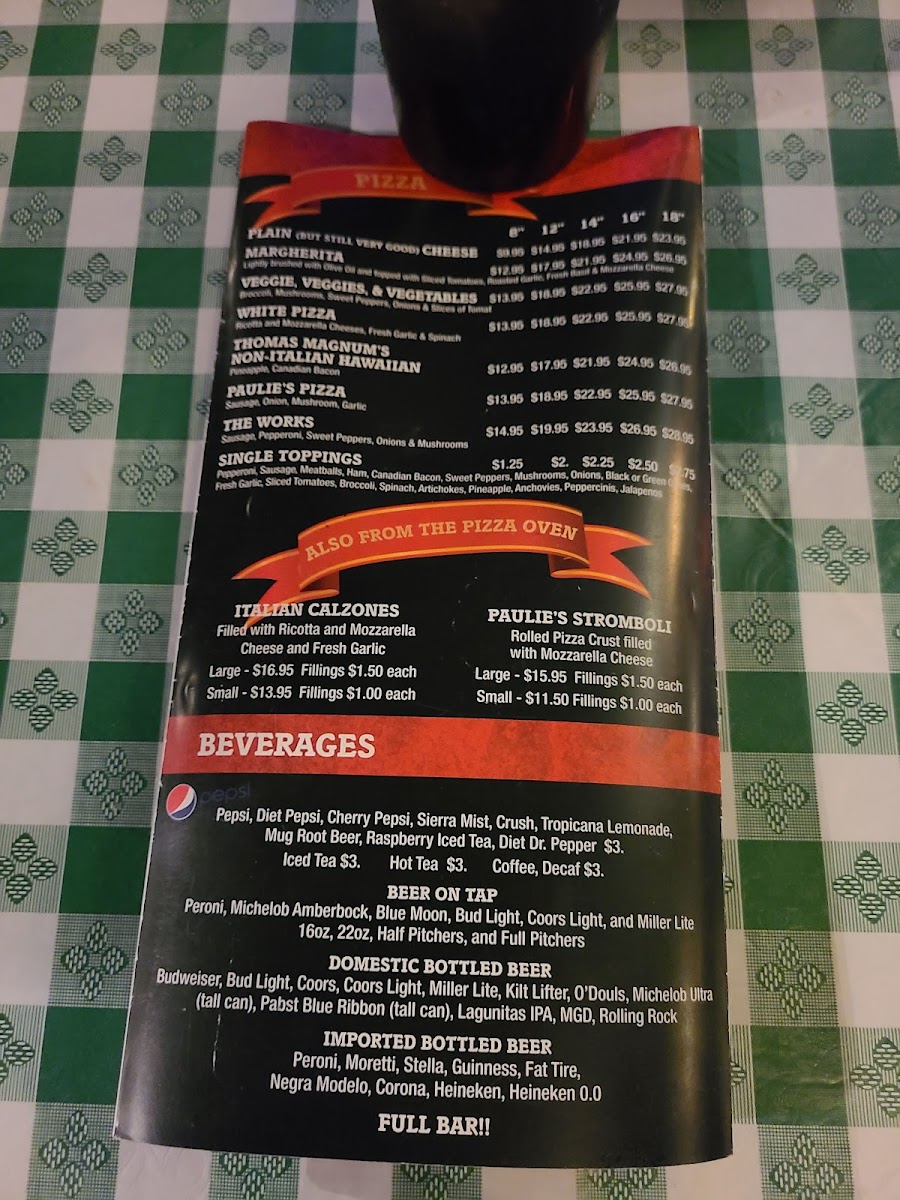 PIZZA
8" 12" 14" 16" 18"
PLAIN (BUT STILL VERY GOOD) CHEESE $9.95 $14.95 $18.95 $21.95 $23.95
MARGHERITA $12.95 $17.95 $21.95 $24.95 $26.95
Lightly brushed with Olive Oil and topped with Sliced Tomatoes, Roasted Garlic, Fresh Basil & Mozzarella Cheese
VEGGIE, VEGGIES, & VEGETABLES $13.95 $18.95 $22.95 $25.95 $27.95
Broccoli, Mushrooms, Sweet Peppers, Onions & Slices of Tomat
WHITE PIZZA $13.95 $18.95 $22.95 $25.95 $27.95
Ricotta and Mozzarella Cheeses, Fresh Garlic & Spinach
THOMAS MAGNUM'S
NON-ITALIAN HAWAIIAN $12.95 $17.95 $21.95 $24.95 $26.95
Pineapple, Canadian Bacon
PAULIE'S PIZZA $13.95 $18.95 $22.95 $25.95 $27.95
Sausage, Onion, Mushroom, Garlic
THE WORKS $14.95 $19.95 $23.95 $26.95 $28.95
Sausage, Pepperoni, Sweet Peppers, Onions & Mushrooms
SINGLE TOPPINGS $1.25 $2. $2.25 $2.50 $2.75
Pepperoni, Sausage, Meatballs, Ham, Canadian Bacon, Sweet Peppers, Mushrooms, Onions, Black or Green Olives,
Fresh Garlic, Sliced Tomatoes, Broccoli, Spinach, Artichokes, Pineapple, Anchovies, Peppercinis, Jalapenos
ALSO FROM THE PIZZA OVEN
ITALIAN CALZONES
Filled with Ricotta and Mozzarella
Cheese and Fresh Garlic
Large - $16.95 Fillings $1.50 each
Small - $13.95 Fillings $1.00 each
PAULIE'S STROMBOLI
Rolled Pizza Crust filled
with Mozzarella Cheese
Large - $15.95 Fillings $1.50 each
Small - $11.50 Fillings $1.00 each
BEVERAGES
pepsi
Pepsi, Diet Pepsi, Cherry Pepsi, Sierra Mist, Crush, Tropicana Lemonade,
Mug Root Beer, Raspberry Iced Tea, Diet Dr. Pepper $3.
Iced Tea $3. Hot Tea $3. Coffee, Decaf $3.
BEER ON TAP
Peroni, Michelob Amberbock, Blue Moon, Bud Light, Coors Light, and Miller Lite
16oz, 22oz, Half Pitchers, and Full Pitchers
DOMESTIC BOTTLED BEER
Budweiser, Bud Light, Coors, Coors Light, Miller Lite, Kilt Lifter, O'Douls, Michelob Ultra
(tall can), Pabst Blue Ribbon (tall can), Lagunitas IPA, MGD, Rolling Rock
IMPORTED BOTTLED BEER
Peroni, Moretti, Stella, Guinness, Fat Tire,
Negra Modelo, Corona, Heineken, Heineken 0.0
FULL BAR!!